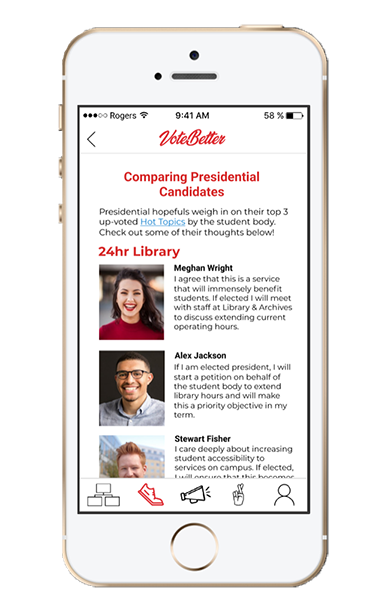 Rogers 9:41 AM 58 %
VoteBetter
Comparing Presidential
Candidates
Presidential hopefuls weigh in on their top 3
up-voted Hot Topics by the student body.
Check out some of their thoughts below!
24hr Library
Meghan Wright
I agree that this is a service
that will immensely benefit
students. If elected I will meet
with staff at Library & Archives
to discuss extending current
operating hours.
Alex Jackson
If I am elected president, I will
start a petition on behalf of
the student body to extend
library hours and will make
this a priority objective in my
term.
Stewart Fisher
I care deeply about increasing
student accessibility to
services on campus. If elected,
I will ensure that this becomes